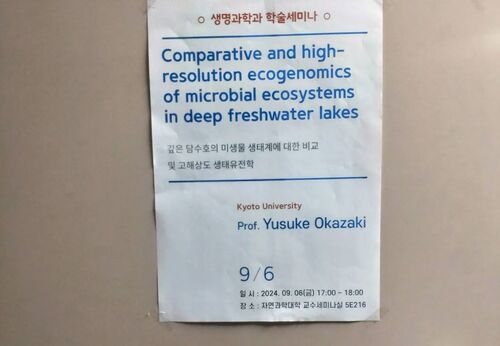 ○ 생명과학과 학술세미나 ○
Comparative and high-
resolution ecogenomics
of microbial ecosystems
in deep freshwater lakes
깊은 담수호의 미생물 생태계에 대한 비교
및 고해상도 생태유전학
Kyoto University
Prof. Yusuke Okazaki
9/6
일 시 : 2024. 09. 06(금) 17:00 ~ 18:00
장 소 : 자연과학대학 교수세미나실 5E216